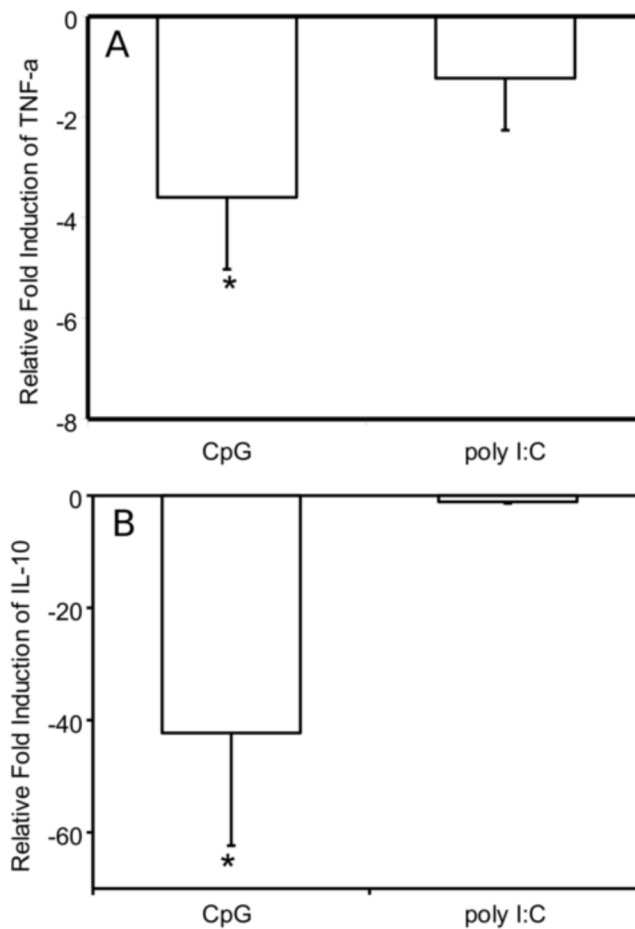 A
Relative Fold Induction of TNF-a
0
-2
-4
-6
-8
*
CpG
poly I:C
B
Relative Fold Induction of IL-10
0
-20
-40
-60
*
CpG
poly I:C